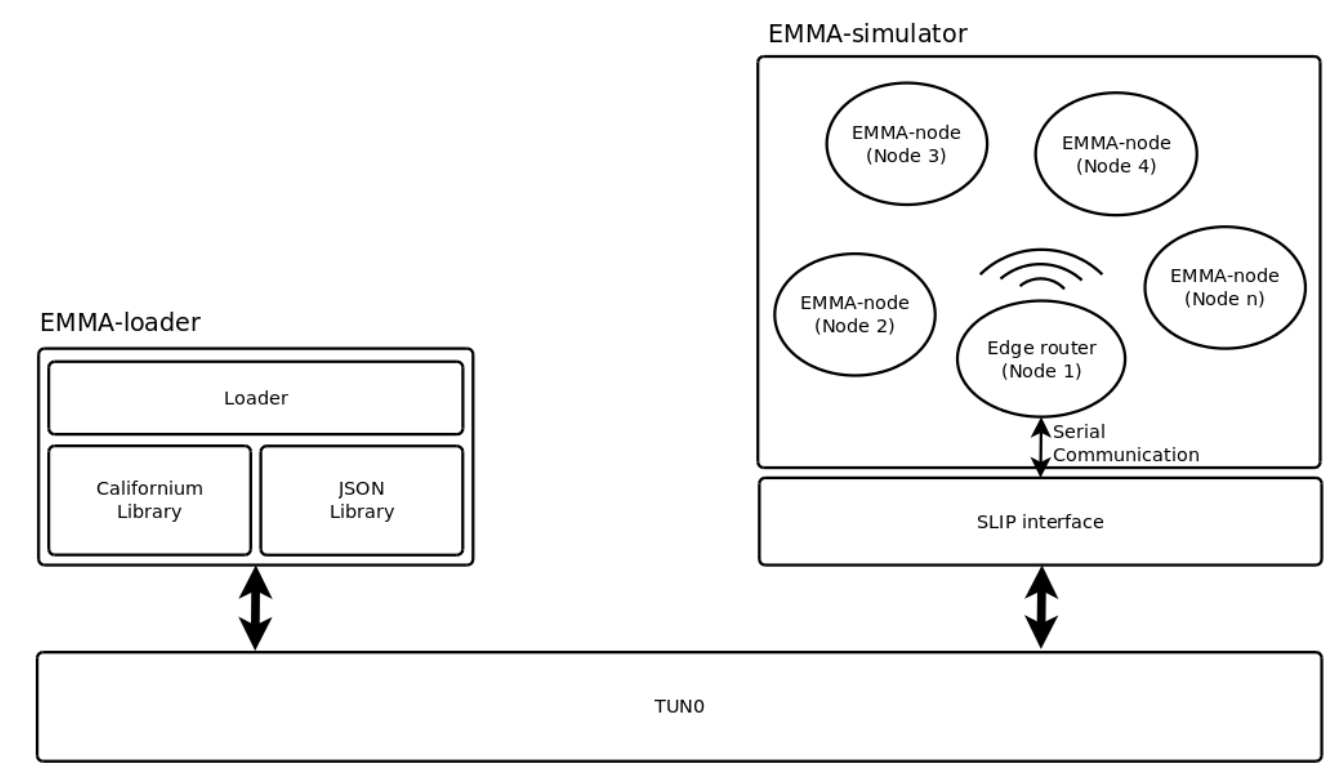 EMMA-simulator
EMMA-node
(Node 3)
EMMA-node
(Node 4)
EMMA-node
(Node 2)
EMMA-node
(Node n)
Edge router
(Node 1)
Serial
Communication
SLIP interface
EMMA-loader
Loader
Californium
Library
JSON
Library
TUN0